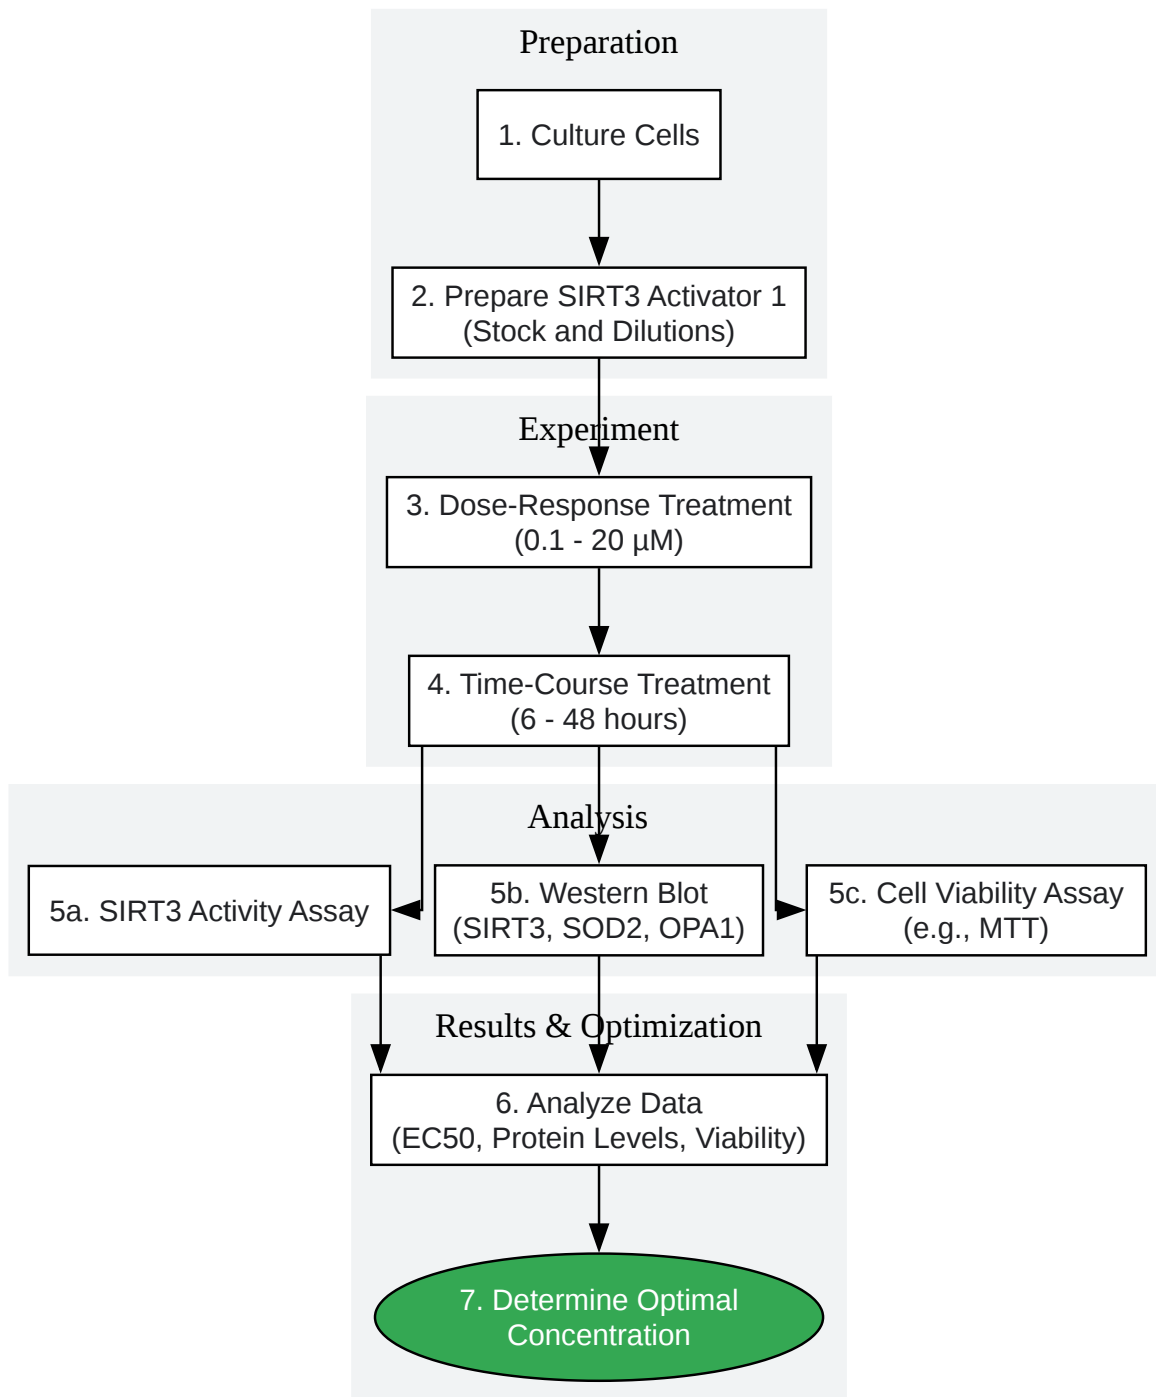 Preparation
1. Culture Cells
2. Prepare SIRT3 Activator 1
(Stock and Dilutions)
Experiment
3. Dose-Response Treatment
(0.1 - 20 µM)
4. Time-Course Treatment
(6 - 48 hours)
Analysis
5a. SIRT3 Activity Assay
5b. Western Blot
(SIRT3, SOD2, OPA1)
5c. Cell Viability Assay
(e.g., MTT)
Results & Optimization
6. Analyze Data
(EC50, Protein Levels, Viability)
7. Determine Optimal
Concentration